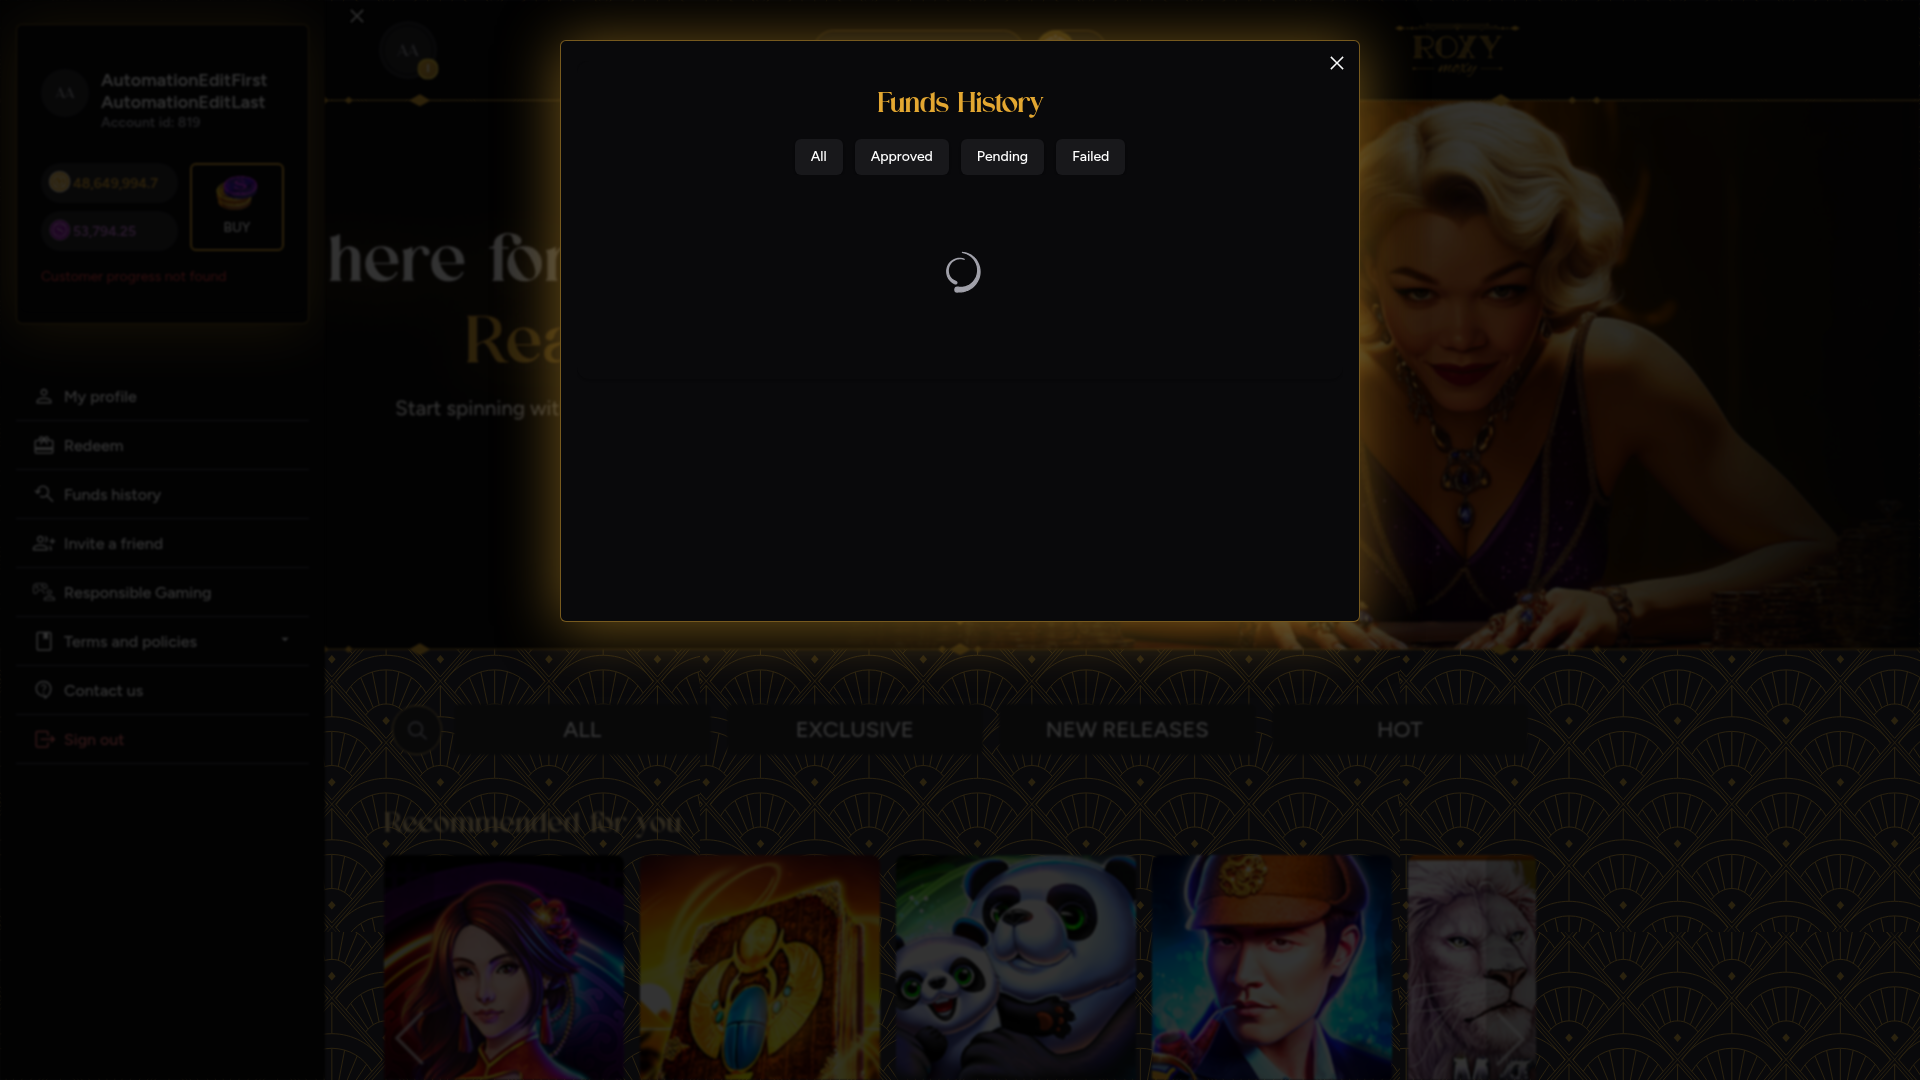 AA
AutomationEditFirst
AutomationEditLast
Account id: 819
48,649,994.7
53,794.25
BUY
Customer progress not found
My profile
Redeem
Funds history
Invite a friend
Responsible Gaming
Terms and policies
Contact us
Sign out
AA
ROXY
moxy
here for
Rea
Start spinning wit
Funds History
All
Approved
Pending
Failed
ALL
EXCLUSIVE
NEW RELEASES
HOT
Recommended for you